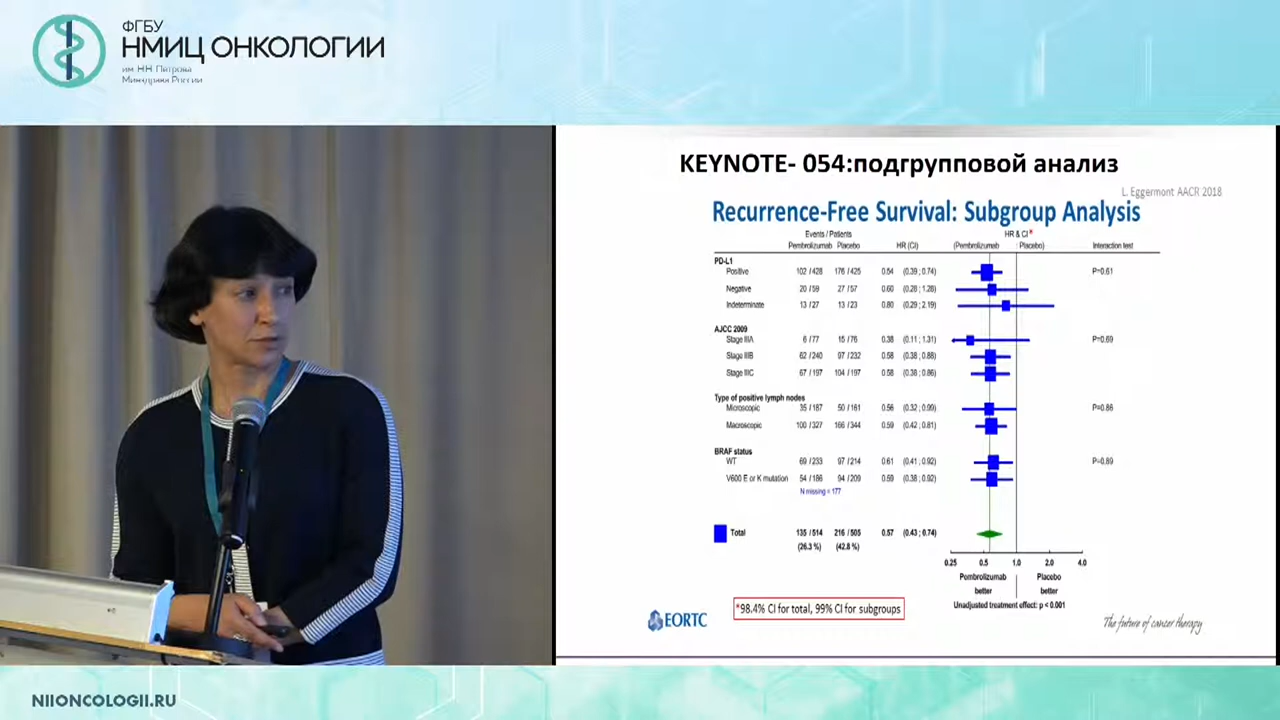 ФГБУ
НМИЦ ОНКОЛОГИИ
им. Н.Н. Петрова
Минздрава России
KEYNOTE- 054:подгрупповой анализ
L. Eggermont AACR 2018
Recurrence-Free Survival: Subgroup Analysis
Events / Patients HR & CI*
Pembrolizumab Placebo HR (CI) (Pembrolizumab : Placebo) Interaction test
PD-L1
Positive 102 / 428 176 / 425 0.54 (0.39 ; 0.74) P=0.61
Negative 20 / 59 27 / 57 0.60 (0.28 ; 1.28)
Indeterminate 13 / 27 13 / 23 0.80 (0.29 ; 2.19)
AJCC 2009
Stage IIIA 6 / 77 15 / 76 0.38 (0.11 ; 1.31) P=0.69
Stage IIIB 62 / 240 97 / 232 0.58 (0.38 ; 0.88)
Stage IIIC 67 / 197 104 / 197 0.58 (0.38 ; 0.86)
Type of positive lymph nodes
Microscopic 35 / 187 50 / 161 0.56 (0.32 ; 0.99) P=0.86
Macroscopic 100 / 327 166 / 344 0.59 (0.42 ; 0.81)
BRAF status
WT 69 / 233 97 / 214 0.61 (0.41 ; 0.92) P=0.89
V600 E or K mutation 54 / 186 94 / 209 0.59 (0.38 ; 0.92)
N missing = 177
Total 135 / 514 216 / 505 0.57 (0.43 ; 0.74)
(26.3 %) (42.8 %)
0.25 0.5 1.0 2.0 4.0
Pembrolizumab Placebo
better better
Unadjusted treatment effect: p < 0.001
*98.4% CI for total, 99% CI for subgroups
EORTC
The future of cancer therapy
NIIONCOLOGII.RU